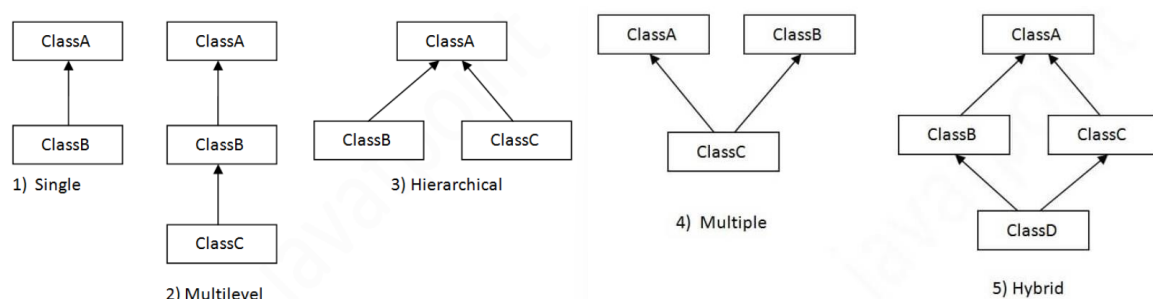 ClassA
ClassB
1) Single
ClassA
ClassB
ClassC
2) Multilevel
ClassA
ClassB
ClassC
3) Hierarchical
ClassA
ClassB
ClassC
4) Multiple
ClassA
ClassB
ClassC
ClassD
5) Hybrid